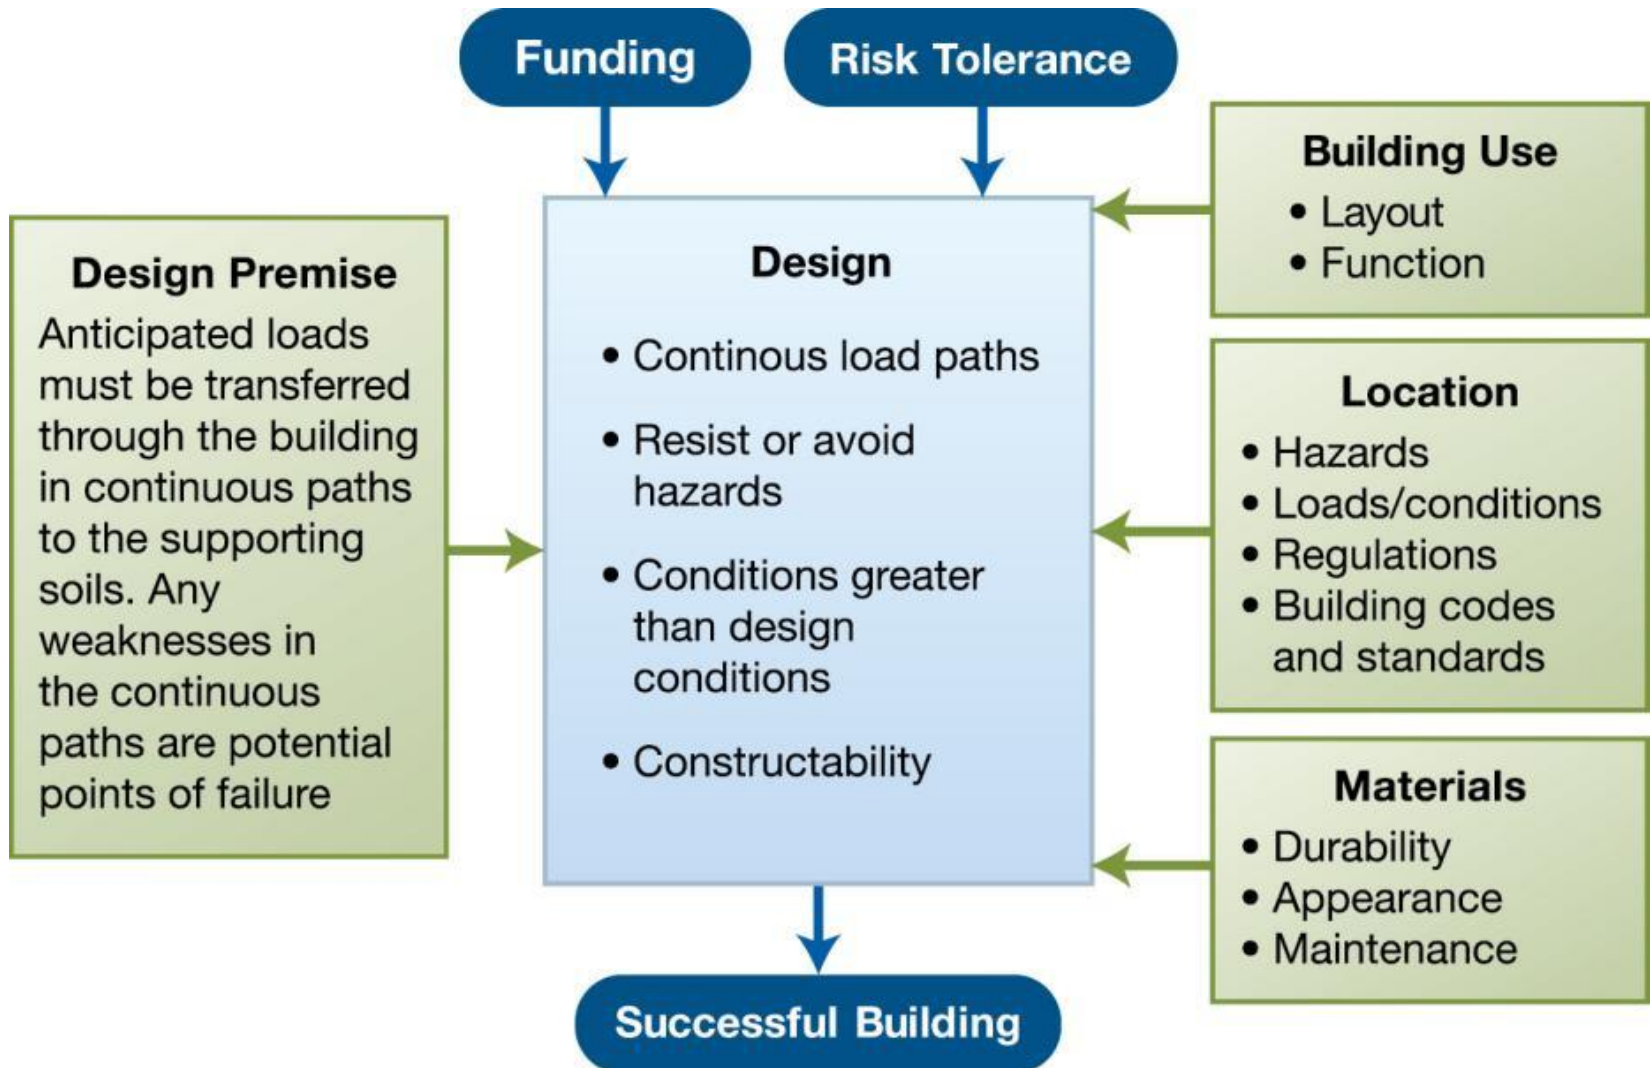 Funding
Risk Tolerance
Design Premise
Anticipated loads
must be transferred
through the building
in continuous paths
to the supporting
soils. Any
weaknesses in
the continuous
paths are potential
points of failure
Design
• Continous load paths
• Resist or avoid
hazards
• Conditions greater
than design
conditions
• Constructability
Building Use
• Layout
• Function
Location
• Hazards
• Loads/conditions
• Regulations
• Building codes
and standards
Materials
• Durability
• Appearance
• Maintenance
Successful Building